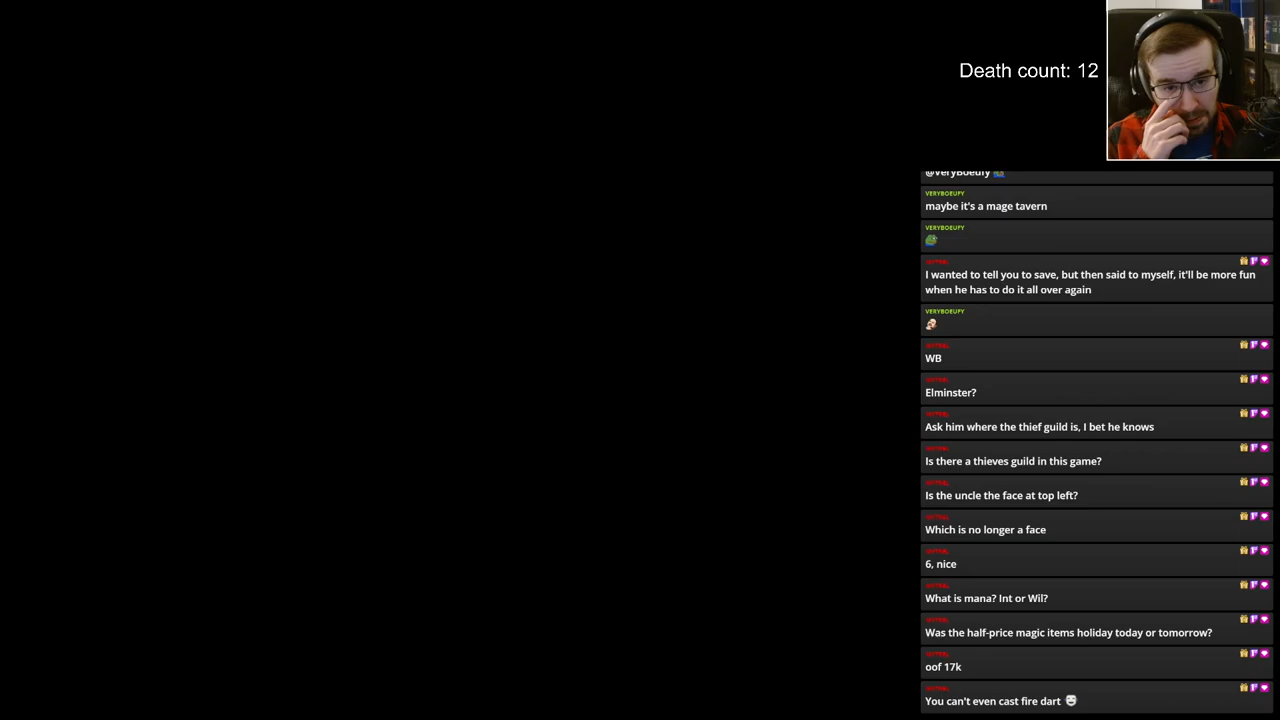 Death count: 12
@VeryBoeufy
VERYBOEUFY
maybe it's a mage tavern
VERYBOEUFY
I wanted to tell you to save, but then said to myself, it'll be more fun
when he has to do it all over again
VERYBOEUFY
WB
Elminster?
Ask him where the thief guild is, I bet he knows
Is there a thieves guild in this game?
Is the uncle the face at top left?
Which is no longer a face
6, nice
What is mana? Int or Wil?
Was the half-price magic items holiday today or tomorrow?
oof 17k
You can't even cast fire dart